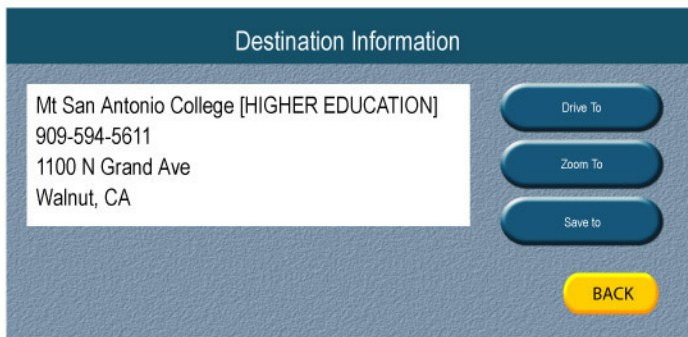 Destination Information
Mt San Antonio College [HIGHER EDUCATION]
909-594-5611
1100 N Grand Ave
Walnut, CA
Drive To
Zoom To
Save to
BACK